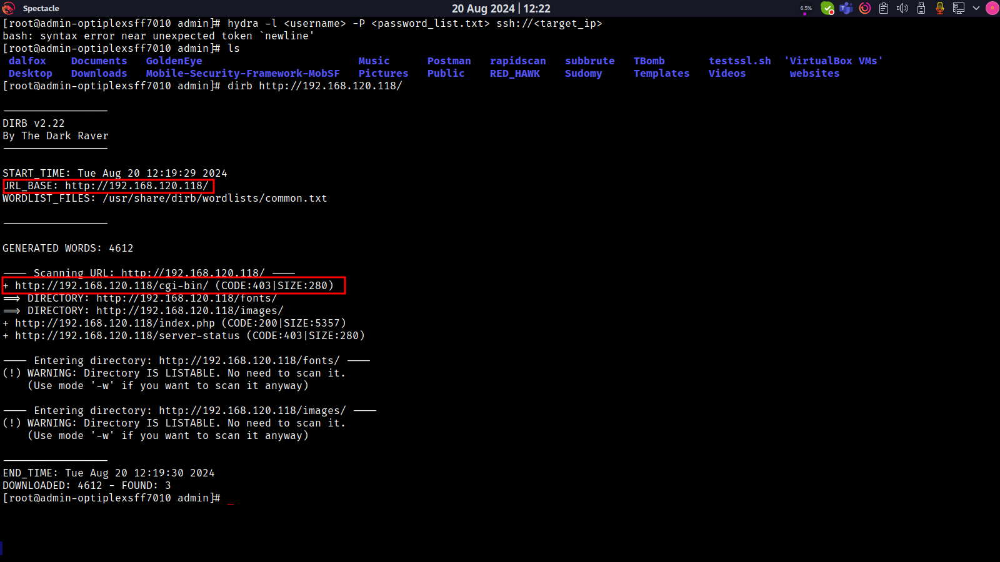 Spectacle
20 Aug 2024 | 12:22
6.5%
[root@admin-optiplexsff7010 admin]# hydra -l <username> -P <password_list.txt> ssh://<target_ip>
bash: syntax error near unexpected token `newline'
[root@admin-optiplexsff7010 admin]# ls
dalfox Documents GoldenEye Music Postman rapidscan subbrute TBomb testssl.sh 'VirtualBox VMs'
Desktop Downloads Mobile-Security-Framework-MobSF Pictures Public RED_HAWK Sudomy Templates Videos websites
[root@admin-optiplexsff7010 admin]# dirb http://192.168.120.118/
-----------------
DIRB v2.22
By The Dark Raver
-----------------
START_TIME: Tue Aug 20 12:19:29 2024
URL_BASE: http://192.168.120.118/
WORDLIST_FILES: /usr/share/dirb/wordlists/common.txt
-----------------
GENERATED WORDS: 4612
---- Scanning URL: http://192.168.120.118/ ----
+ http://192.168.120.118/cgi-bin/ (CODE:403|SIZE:280)
==> DIRECTORY: http://192.168.120.118/fonts/
==> DIRECTORY: http://192.168.120.118/images/
+ http://192.168.120.118/index.php (CODE:200|SIZE:5357)
+ http://192.168.120.118/server-status (CODE:403|SIZE:280)
---- Entering directory: http://192.168.120.118/fonts/ ----
(!) WARNING: Directory IS LISTABLE. No need to scan it.
(Use mode '-w' if you want to scan it anyway)
---- Entering directory: http://192.168.120.118/images/ ----
(!) WARNING: Directory IS LISTABLE. No need to scan it.
(Use mode '-w' if you want to scan it anyway)
-----------------
END_TIME: Tue Aug 20 12:19:30 2024
DOWNLOADED: 4612 - FOUND: 3
[root@admin-optiplexsff7010 admin]# _